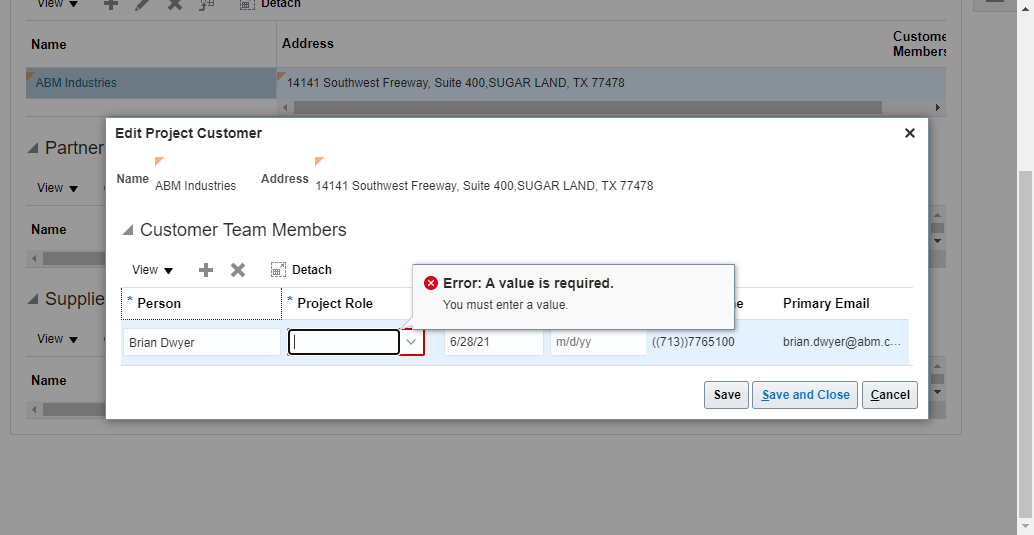 View Detach
Name Address Custome
Members
ABM Industries 14141 Southwest Freeway, Suite 400,SUGAR LAND, TX 77478
Edit Project Customer
Name ABM Industries Address 14141 Southwest Freeway, Suite 400,SUGAR LAND, TX 77478
Partner
View
Name
Customer Team Members
View Detach
Error: A value is required.
You must enter a value.
Supplie
* Person * Project Role Primary Email
View
Brian Dwyer 6/28/21 m/d/yy ((713))7765100 brian.dwyer@abm.c...
Name
Save Save and Close Cancel